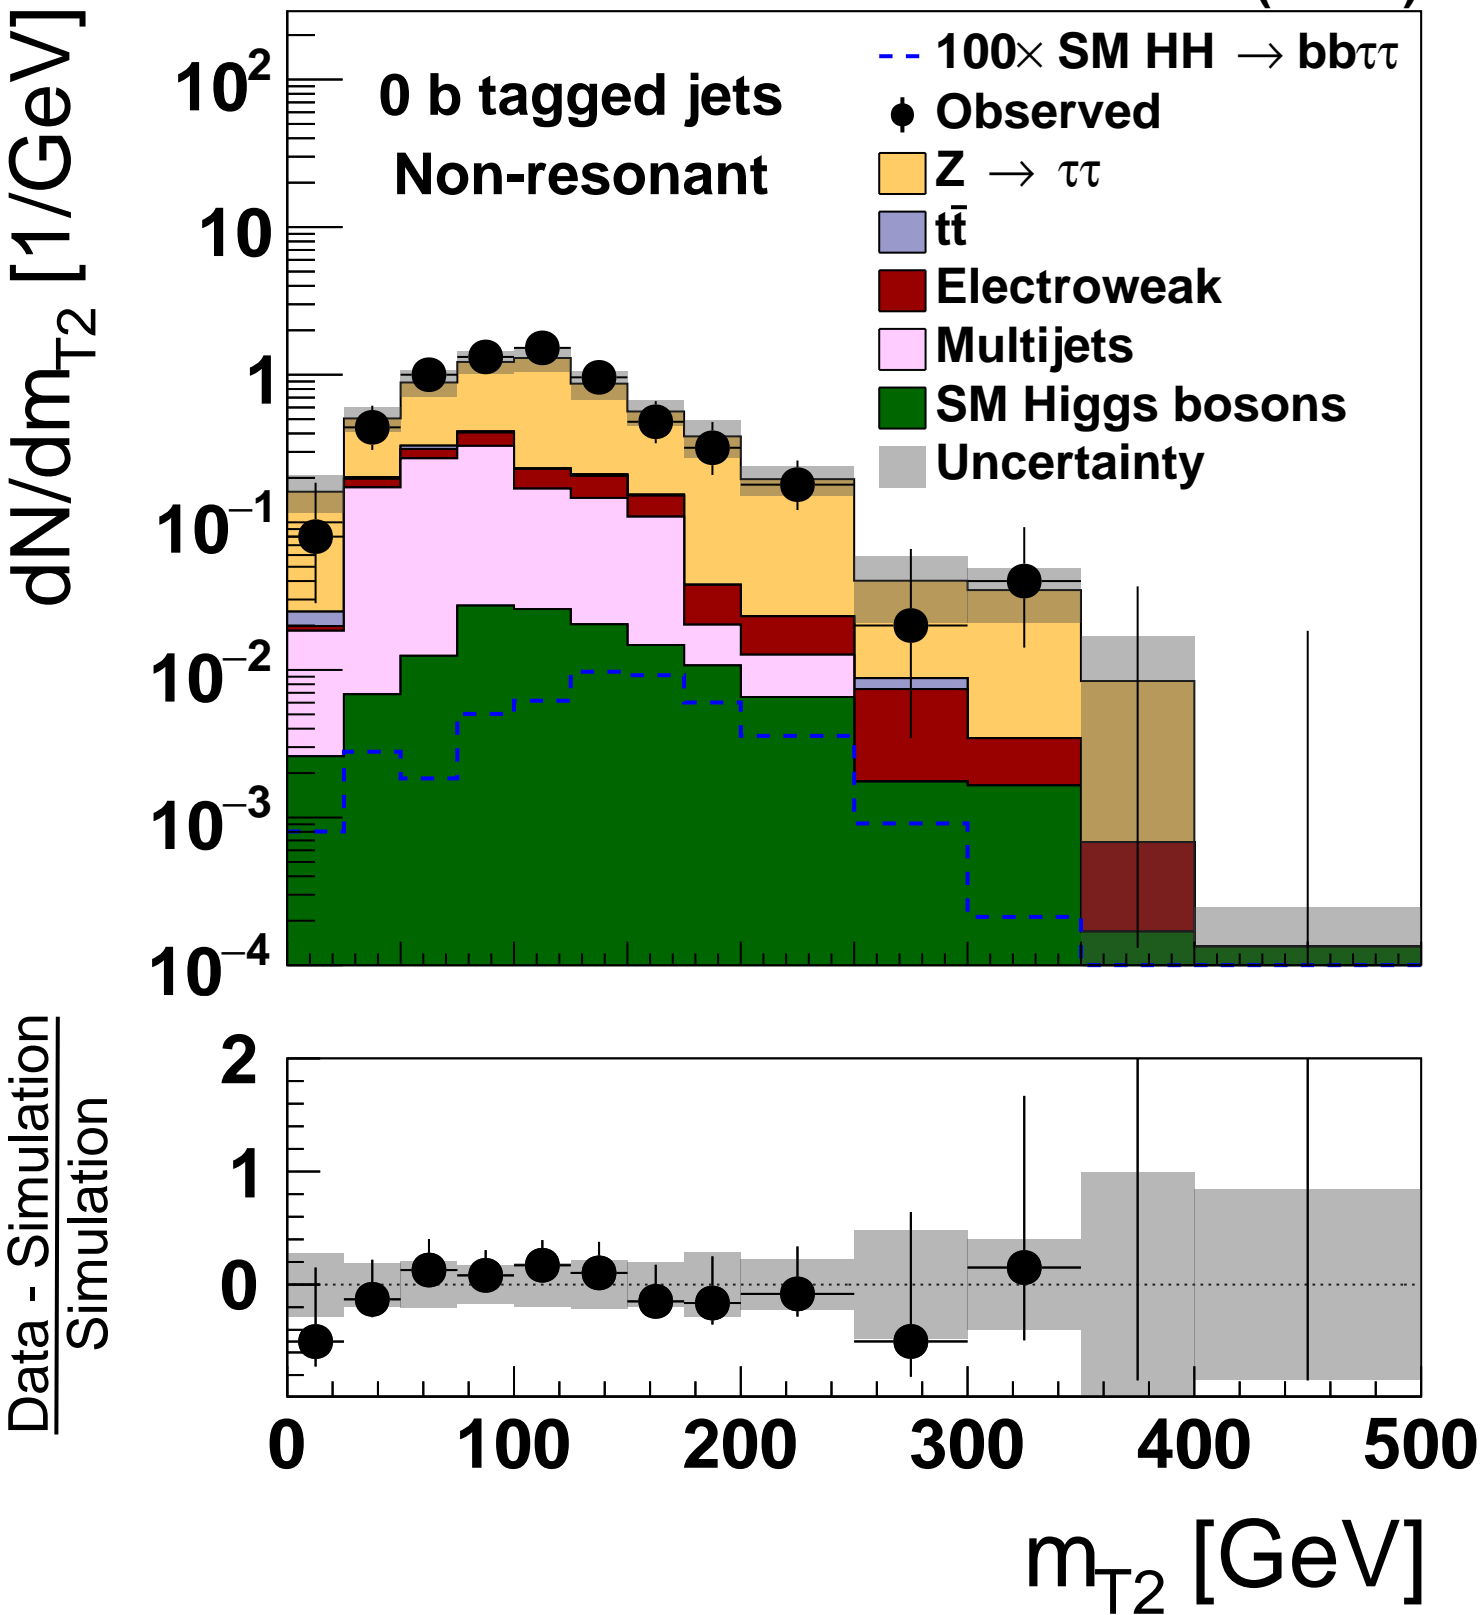 dN/dm_T2 [1/GeV]
10²
10
1
10⁻¹
10⁻²
10⁻³
10⁻⁴
0 b tagged jets
Non-resonant
100× SM HH → bbττ
Observed
Z → ττ
tt̄
Electroweak
Multijets
SM Higgs bosons
Uncertainty
Data - Simulation
Simulation
2
1
0
0 100 200 300 400 500
m_T2 [GeV]